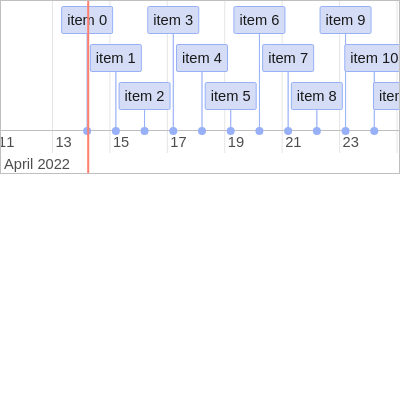 item 0 item 3 item 6 item 9
item 1 item 4 item 7 item 10
item 2 item 5 item 8
11 13 15 17 19 21 23
April 2022